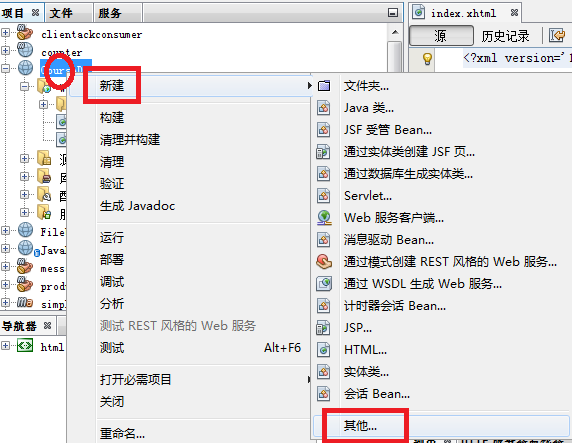 项目 文件 服务
clientackconsumer
counter
新建
构建
清理并构建
清理
验证
生成 Javadoc
运行
部署
调试
分析
测试 REST 风格的 Web 服务
测试 Alt+F6
打开必需项目
关闭
重命名...
File
Java
mess
prod
simpl
导航器
html
index.xhtml
源 历史记录
<?xml version='
文件夹...
Java 类...
JSF 受管 Bean...
通过实体类创建 JSF 页...
通过数据库生成实体类...
Servlet...
Web 服务客户端...
消息驱动 Bean...
通过模式创建 REST 风格的 Web 服务...
通过 WSDL 生成 Web 服务...
计时器会话 Bean...
JSP...
HTML...
实体类...
会话 Bean...
其他...